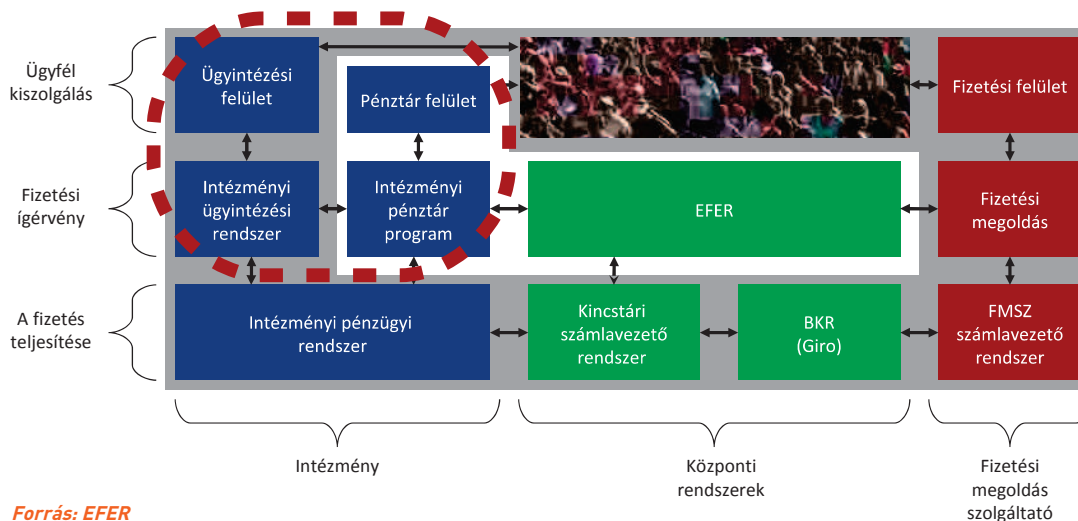 Ügyfél
kiszolgálás
Ügyintézési
felület
Pénztár felület
Fizetési felület
Fizetési
ígérvény
Intézményi
ügyintézési
rendszer
Intézményi
pénztár
program
EFER
Fizetési
megoldás
A fizetés
teljesítése
Intézményi pénzügyi
rendszer
Kincstári
számlavezető
rendszer
BKR
(Giro)
FMSZ
számlavezető
rendszer
Intézmény
Központi
rendszerek
Fizetési
megoldás
szolgáltató
Forrás: EFER